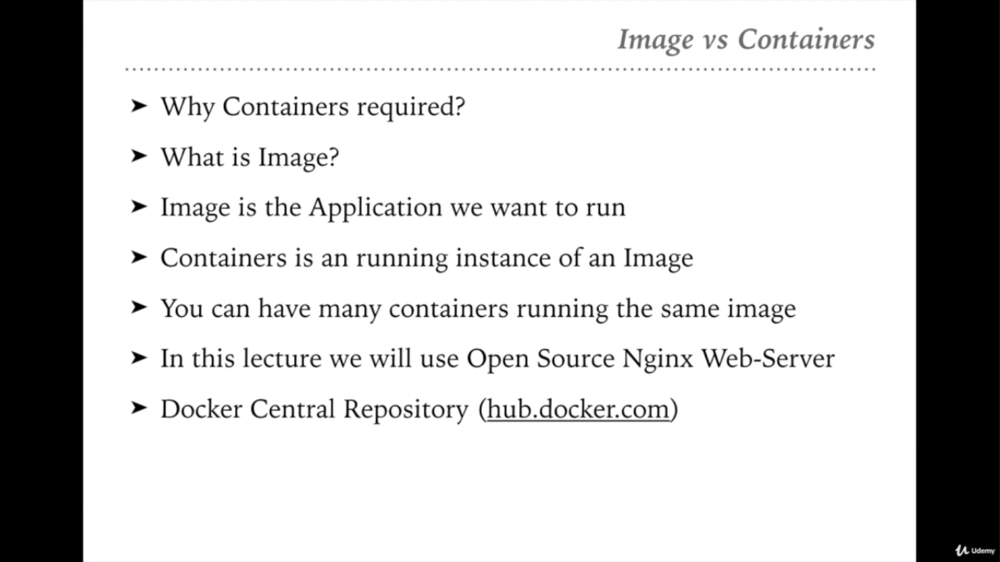 Image vs Containers
➤ Why Containers required?
➤ What is Image?
➤ Image is the Application we want to run
➤ Containers is an running instance of an Image
➤ You can have many containers running the same image
➤ In this lecture we will use Open Source Nginx Web-Server
➤ Docker Central Repository (hub.docker.com)
Udemy